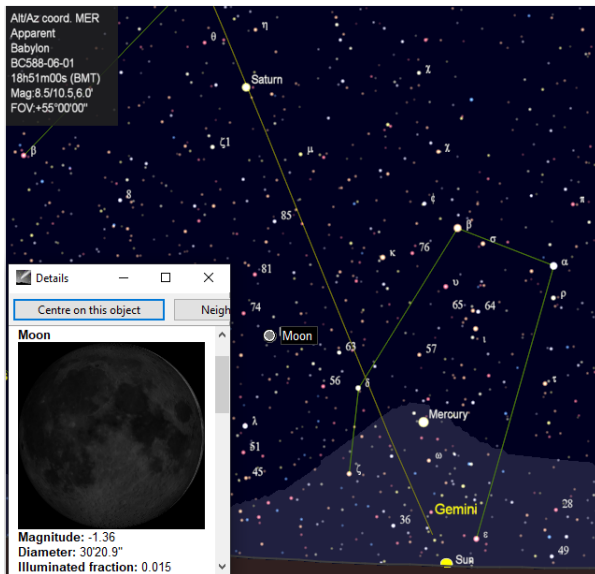 Alt/Az coord. MER
Apparent
Babylon
BC588-06-01
18h51m00s (BMT)
Mag:8.5/10.5,6.0'
FOV:+55°00'00"
η
θ
Saturn
χ
ζ1
μ
χ
β
8
ς
π
85
β
σ
76
κ
α
81
υ
ρ
65
64
74
ι
Moon
63
57
56
δ
τ
Mercury
λ
51
ω
45
ζ
Gemini
28
36
ε
49
Sun
Details
Centre on this object
Neigh
Moon
Magnitude: -1.36
Diameter: 30'20.9"
Illuminated fraction: 0.015